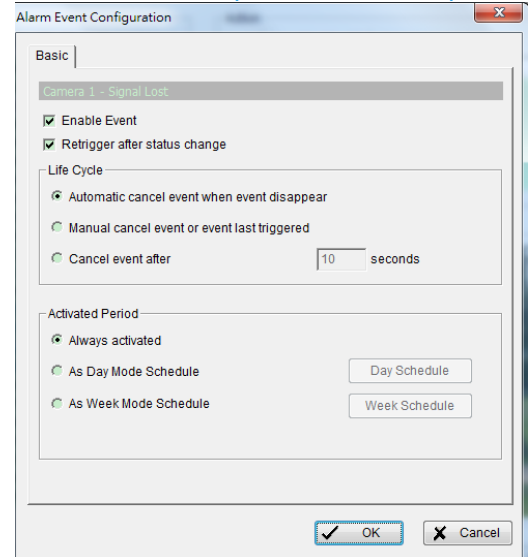 Alarm Event Configuration
Basic
Camera 1 - Signal Lost
Enable Event
Retrigger after status change
Life Cycle
Automatic cancel event when event disappear
Manual cancel event or event last triggered
Cancel event after 10 seconds
Activated Period
Always activated
As Day Mode Schedule Day Schedule
As Week Mode Schedule Week Schedule
OK Cancel